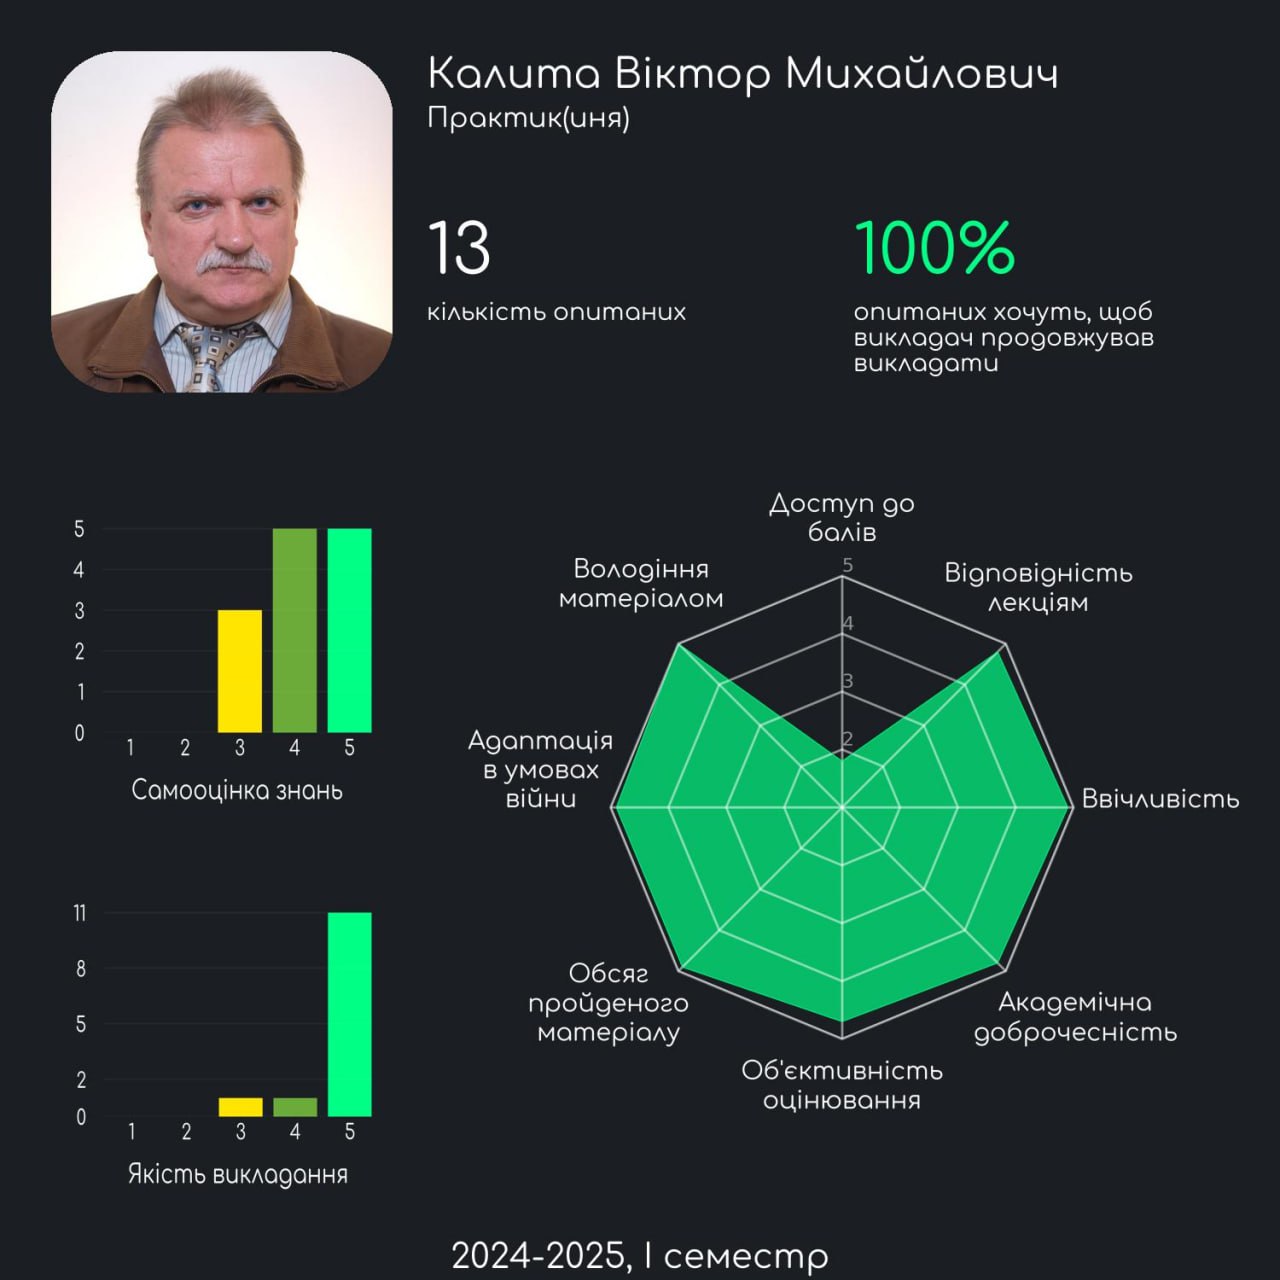 Калита Віктор Михайлович
Практик(иня)
13
кількість опитаних
100%
опитаних хочуть, щоб
викладач продовжував
викладати
5
4
3
2
1
0
1 2 3 4 5
Самооцінка знань
11
8
5
2
0
1 2 3 4 5
Якість викладання
Доступ до
балів
Відповідність
лекціям
Ввічливість
Академічна
доброчесність
Об'єктивність
оцінювання
Обсяг
пройденого
матеріалу
Адаптація
в умовах
війни
Володіння
матеріалом
5
4
3
2
2024-2025, I семестр